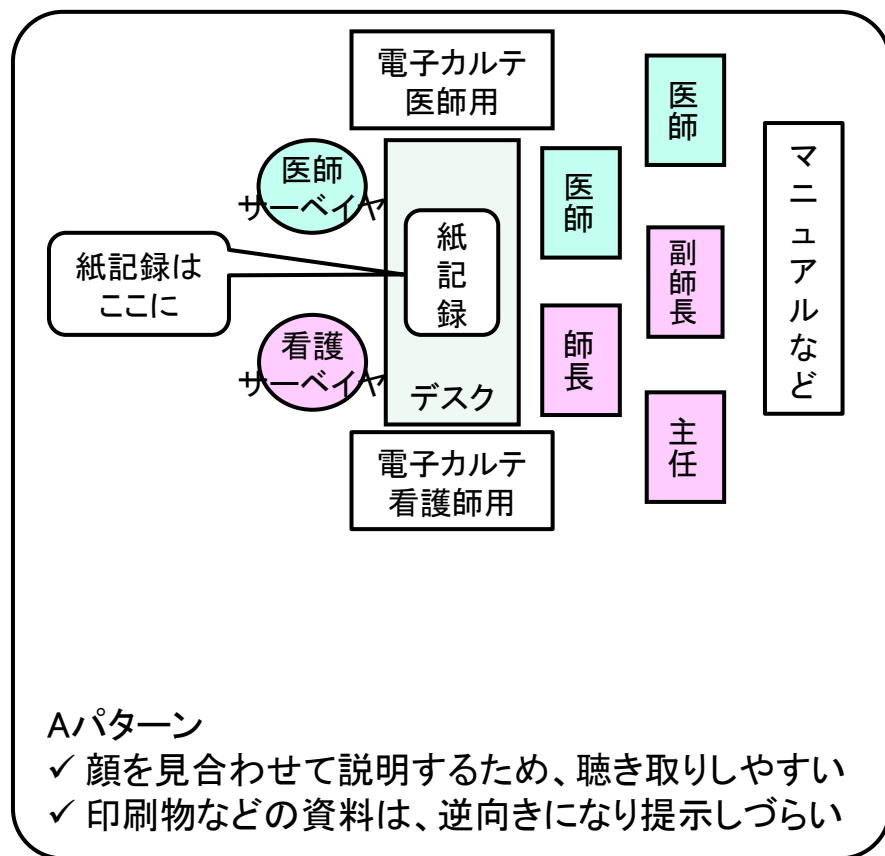 電子カルテ
医師用
医師
サーベイヤ
紙記録は
ここに
看護
サーベイヤ
紙記録
デスク
電子カルテ
看護師用
医師
師長
医師
副師長
主任
マニュアルなど
Aパターン
✓ 顔を見合わせて説明するため、聴き取りしやすい
✓ 印刷物などの資料は、逆向きになり提示しづらい